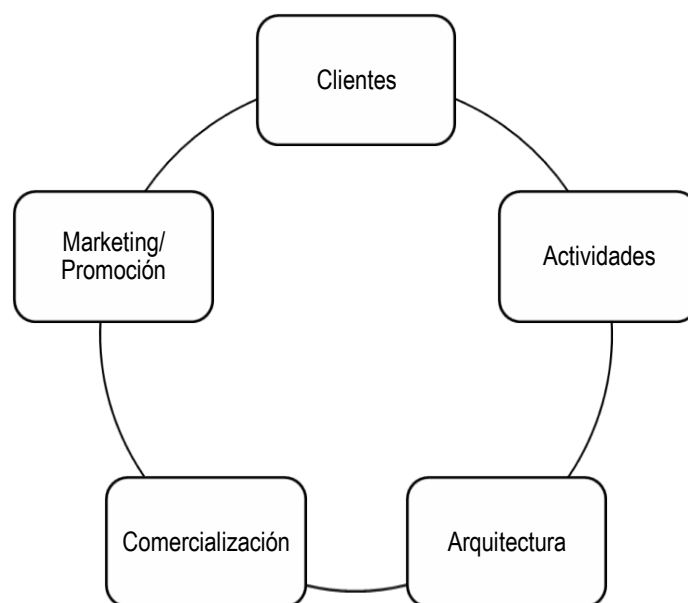 Clientes
Marketing/
Promoción
Actividades
Comercialización
Arquitectura